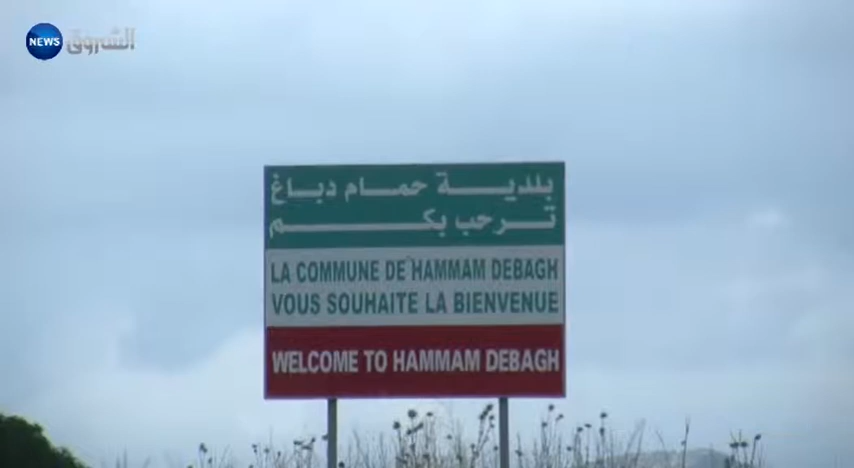 NEWS الشروق
بلدية حمام دباغ
ترحب بكم
LA COMMUNE DE HAMMAM DEBAGH
VOUS SOUHAITE LA BIENVENUE
WELCOME TO HAMMAM DEBAGH